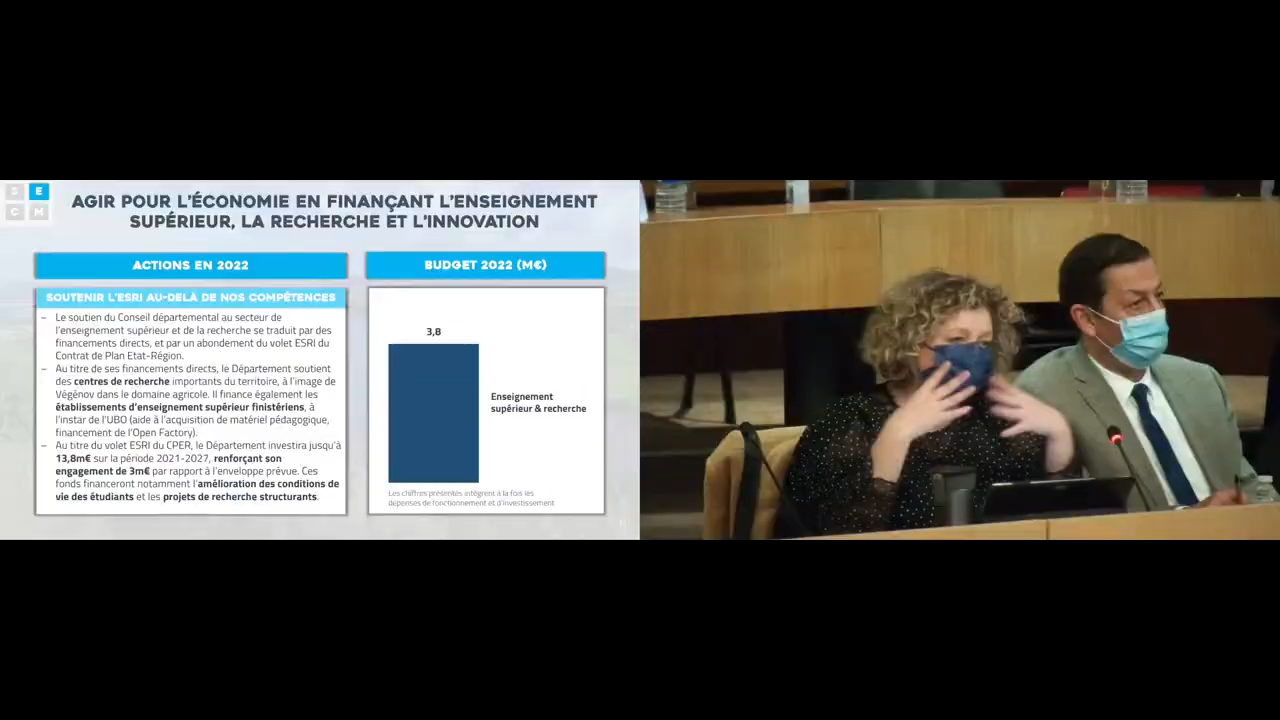 S E
C M
AGIR POUR L'ÉCONOMIE EN FINANÇANT L'ENSEIGNEMENT
SUPÉRIEUR, LA RECHERCHE ET L'INNOVATION
ACTIONS EN 2022
SOUTENIR L'ESRI AU-DELÀ DE NOS COMPÉTENCES
– Le soutien du Conseil départemental au secteur de
l'enseignement supérieur et de la recherche se traduit par des
financements directs, et par un abondement du volet ESRI du
Contrat de Plan Etat-Région.
– Au titre de ses financements directs, le Département soutient
des centres de recherche importants du territoire, à l'image de
Végénov dans le domaine agricole. Il finance également les
établissements d'enseignement supérieur finistériens, à
l'instar de l'UBO (aide à l'acquisition de matériel pédagogique,
financement de l'Open Factory).
– Au titre du volet ESRI du CPER, le Département investira jusqu'à
13,8m€ sur la période 2021-2027, renforçant son
engagement de 3m€ par rapport à l'enveloppe prévue. Ces
fonds financeront notamment l'amélioration des conditions de
vie des étudiants et les projets de recherche structurants.
BUDGET 2022 (M€)
3,8
Enseignement
supérieur & recherche
Les chiffres présentés intègrent à la fois les
dépenses de fonctionnement et d'investissement